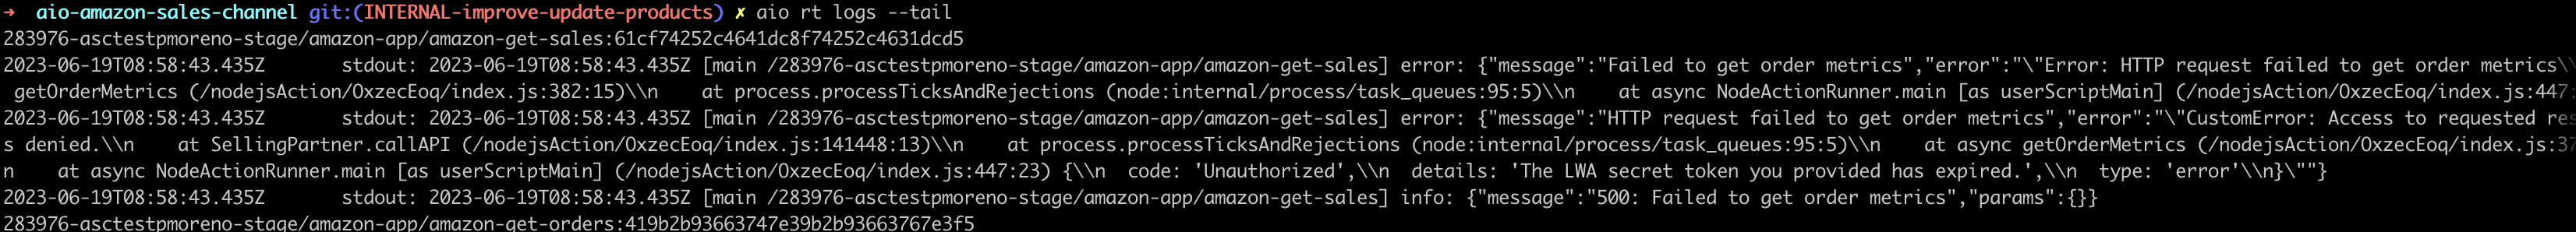 ➜  aio-amazon-sales-channel git:(INTERNAL-improve-update-products) ✗ aio rt logs --tail
283976-asctestpmoreno-stage/amazon-app/amazon-get-sales:61cf74252c4641dc8f74252c4631dcd5
2023-06-19T08:58:43.435Z       stdout: 2023-06-19T08:58:43.435Z [main /283976-asctestpmoreno-stage/amazon-app/amazon-get-sales] error: {"message":"Failed to get order metrics","error":"\"Error: HTTP request failed to get order metrics\\
 getOrderMetrics (/nodejsAction/OxzecEoq/index.js:382:15)\\n    at process.processTicksAndRejections (node:internal/process/task_queues:95:5)\\n    at async NodeActionRunner.main [as userScriptMain] (/nodejsAction/OxzecEoq/index.js:447:
2023-06-19T08:58:43.435Z       stdout: 2023-06-19T08:58:43.435Z [main /283976-asctestpmoreno-stage/amazon-app/amazon-get-sales] error: {"message":"HTTP request failed to get order metrics","error":"\"CustomError: Access to requested res
s denied.\\n    at SellingPartner.callAPI (/nodejsAction/OxzecEoq/index.js:141448:13)\\n    at process.processTicksAndRejections (node:internal/process/task_queues:95:5)\\n    at async getOrderMetrics (/nodejsAction/OxzecEoq/index.js:37
n    at async NodeActionRunner.main [as userScriptMain] (/nodejsAction/OxzecEoq/index.js:447:23) {\\n  code: 'Unauthorized',\\n  details: 'The LWA secret token you provided has expired.',\\n  type: 'error'\\n}\""}
2023-06-19T08:58:43.435Z       stdout: 2023-06-19T08:58:43.435Z [main /283976-asctestpmoreno-stage/amazon-app/amazon-get-sales] info: {"message":"500: Failed to get order metrics","params":{}}
283976-asctestpmoreno-stage/amazon-app/amazon-get-orders:419b2b93663747e39b2b93663767e3f5